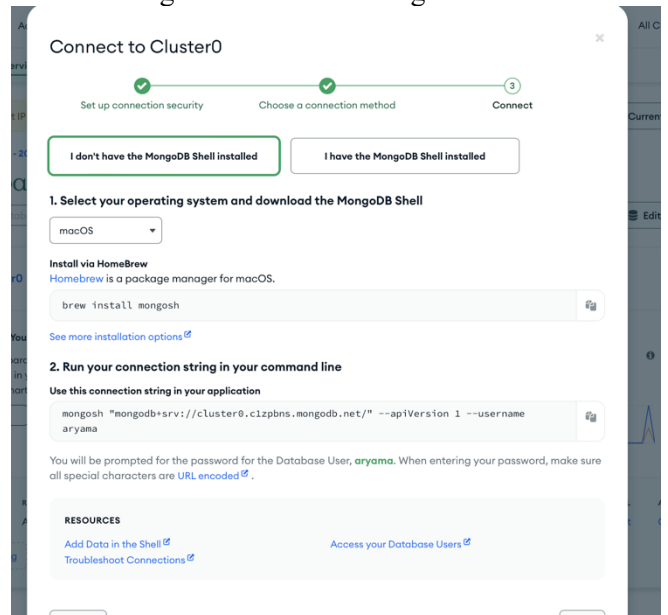 All C
Connect to Cluster0
3
Set up connection security
Choose a connection method
Connect
Current
I don't have the MongoDB Shell installed
I have the MongoDB Shell installed
1. Select your operating system and download the MongoDB Shell
Edit
macOS
Install via HomeBrew
Homebrew is a package manager for macOS.
brew install mongosh
See more installation options
2. Run your connection string in your command line
Use this connection string in your application
mongosh "mongodb+srv://cluster0.c1zpbns.mongodb.net/" --apiVersion 1 --username
aryama
You will be prompted for the password for the Database User, aryama. When entering your password, make sure
all special characters are URL encoded .
RESOURCES
Add Data in the Shell
Access your Database Users
Troubleshoot Connections